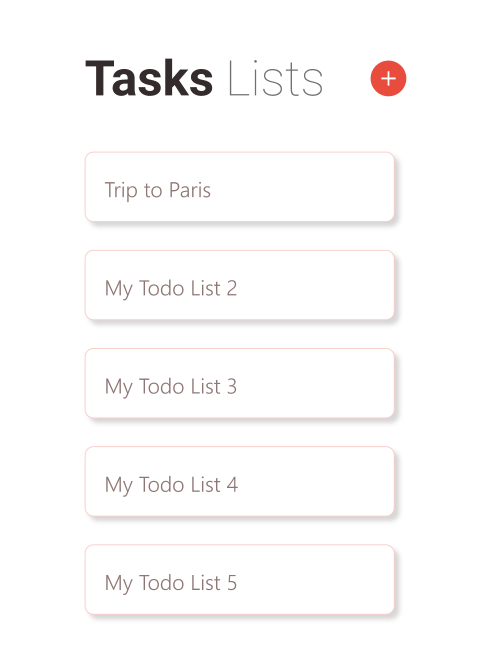 Tasks Lists
Trip to Paris
My Todo List 2
My Todo List 3
My Todo List 4
My Todo List 5